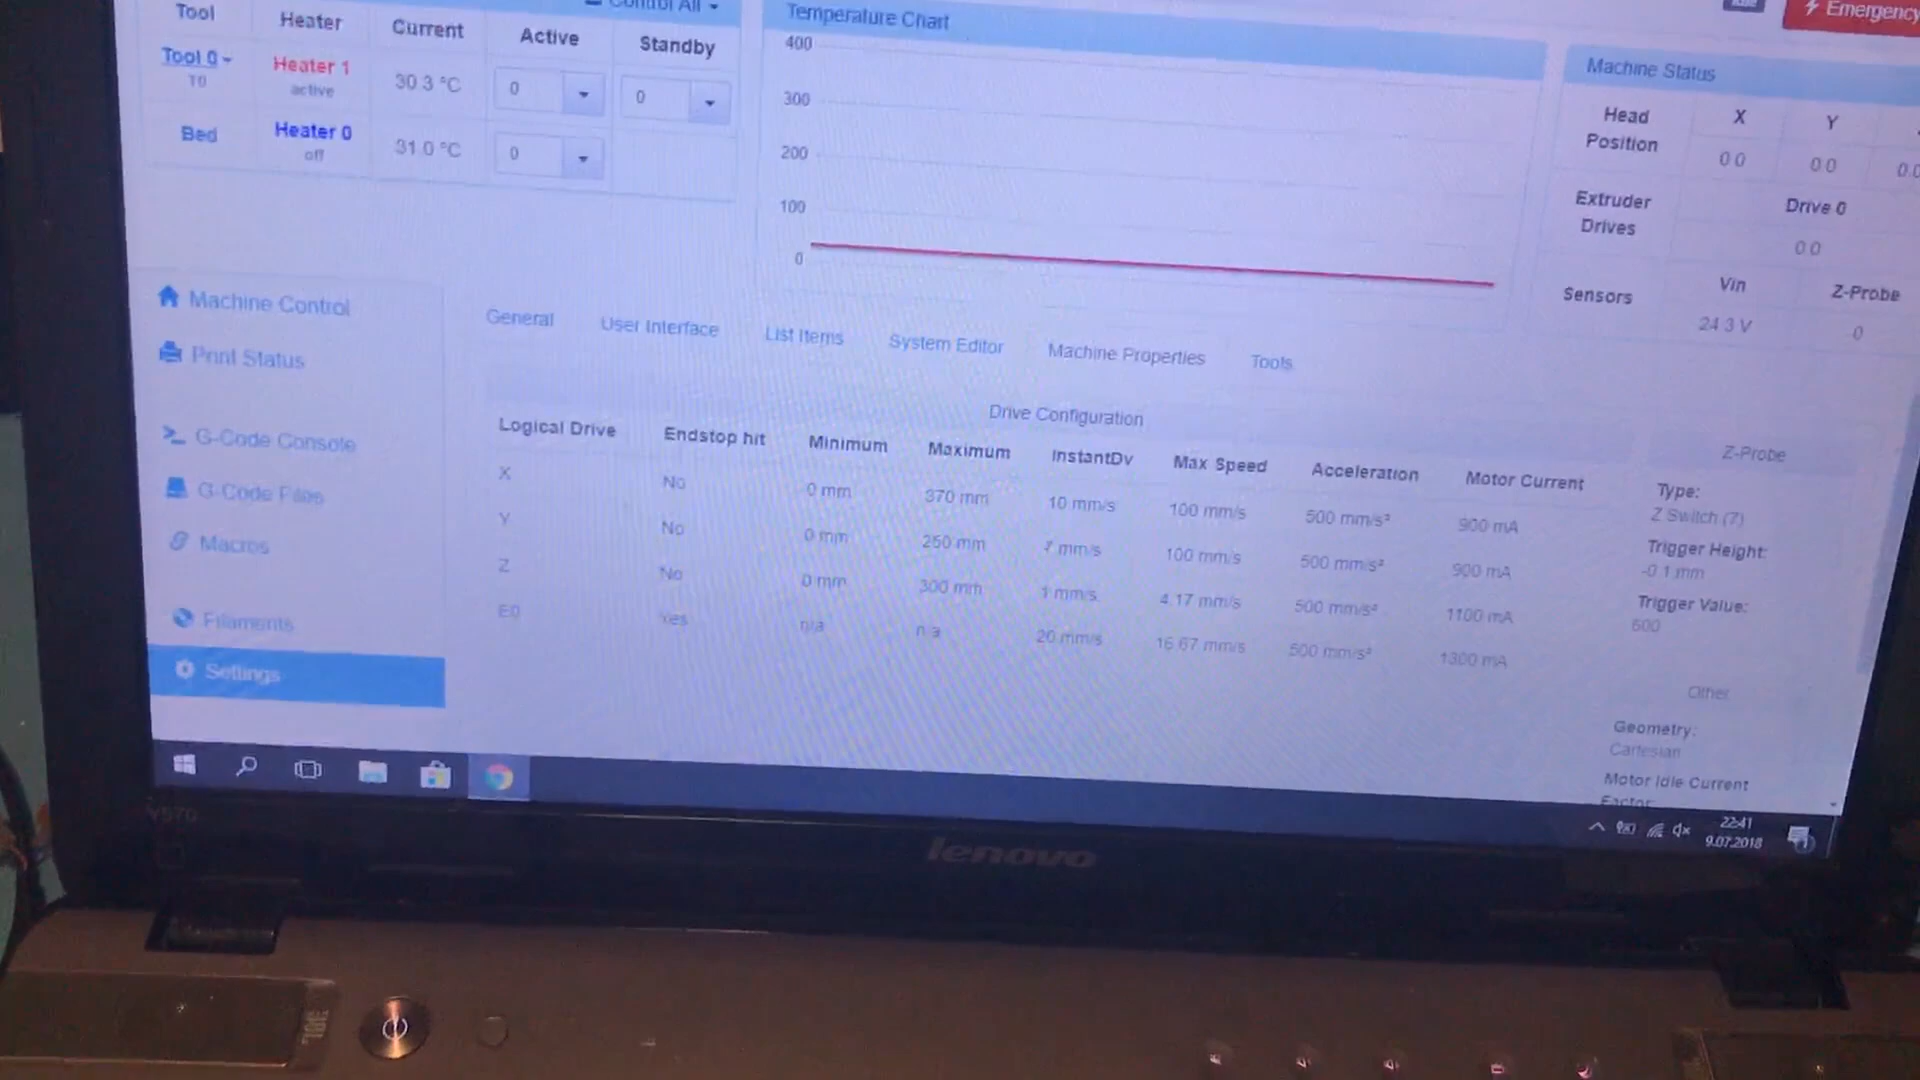 Control All
Tool Heater Current Active Standby
Tool 0 Heater 1 30.3 °C 0 0
T0 active
Bed Heater 0 31.0 °C 0
off
Temperature Chart
400
300
200
100
0
Emergency
Machine Status
Head Position X Y
0.0 0.0 0.0
Extruder Drives Drive 0
0.0
Sensors Vin Z-Probe
24.3 V 0
Machine Control
Print Status
G-Code Console
G-Code Files
Macros
Filaments
Settings
General User Interface List Items System Editor Machine Properties Tools
Drive Configuration
Logical Drive Endstop hit Minimum Maximum InstantDv Max Speed Acceleration Motor Current
X No 0 mm 370 mm 10 mm/s 100 mm/s 500 mm/s² 900 mA
Y No 0 mm 250 mm 7 mm/s 100 mm/s 500 mm/s² 900 mA
Z No 0 mm 300 mm 1 mm/s 4.17 mm/s 500 mm/s² 1100 mA
E0 Yes n/a n/a 20 mm/s 16.67 mm/s 500 mm/s² 1300 mA
Z-Probe
Type:
Z Switch (7)
Trigger Height:
-0.1 mm
Trigger Value:
600
Other
Geometry:
Cartesian
Motor Idle Current
Factor:
22:41
9.07.2018
lenovo